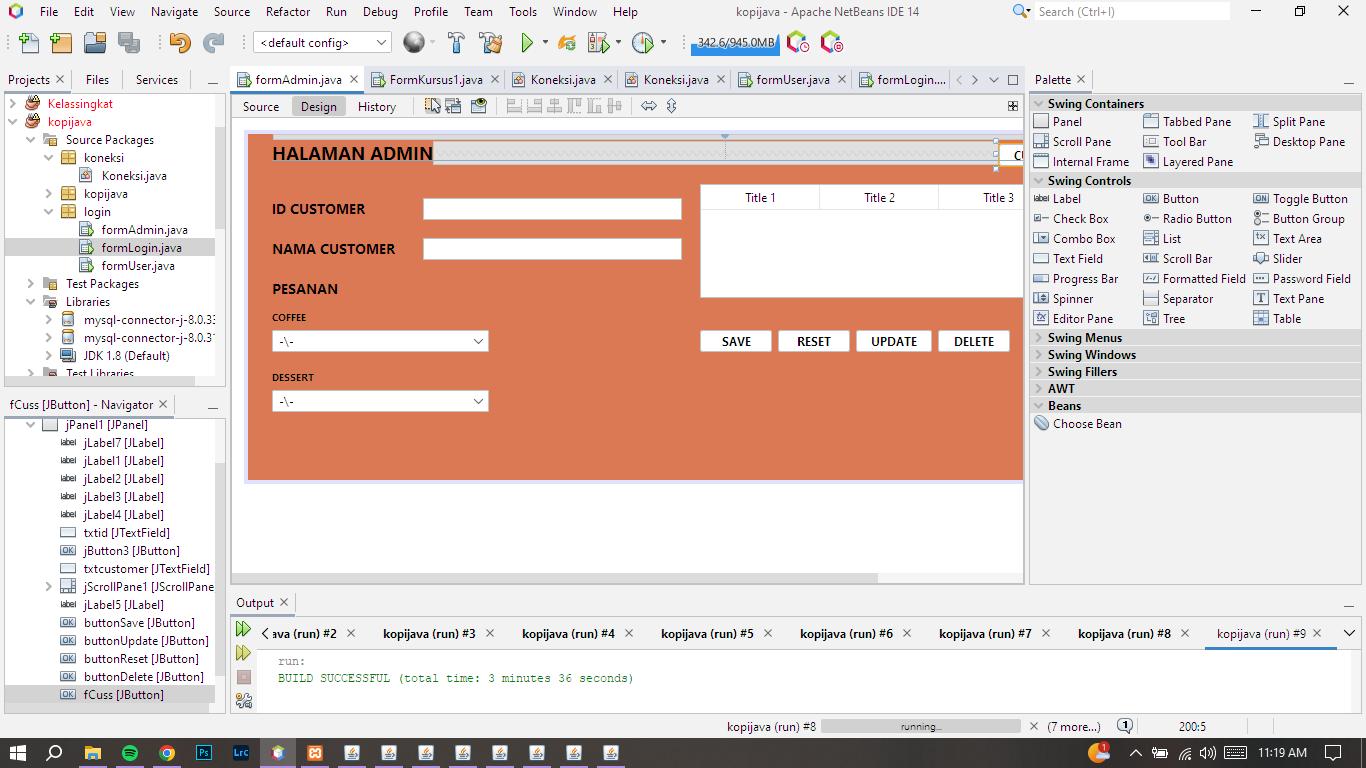 File Edit View Navigate Source Refactor Run Debug Profile Team Tools Window Help kopijava - Apache NetBeans IDE 14 Search (Ctrl+I)
<default config> 342.6/945.0MB
Projects Files Services
formAdmin.java FormKursus1.java Koneksi.java Koneksi.java formUser.java formLogin....
Palette
Source Design History
Kelassingkat
kopijava
Source Packages
koneksi
Koneksi.java
kopijava
login
formAdmin.java
formLogin.java
formUser.java
Test Packages
Libraries
mysql-connector-j-8.0.33
mysql-connector-j-8.0.31
JDK 1.8 (Default)
Test Libraries
fCuss [JButton] - Navigator
jPanel1 [JPanel]
jLabel7 [JLabel]
jLabel1 [JLabel]
jLabel2 [JLabel]
jLabel3 [JLabel]
jLabel4 [JLabel]
txtid [JTextField]
jButton3 [JButton]
txtcustomer [JTextField]
jScrollPane1 [JScrollPane
jLabel5 [JLabel]
buttonSave [JButton]
buttonUpdate [JButton]
buttonReset [JButton]
buttonDelete [JButton]
fCuss [JButton]
HALAMAN ADMIN
ID CUSTOMER
NAMA CUSTOMER
PESANAN
COFFEE
-\-
DESSERT
-\-
Title 1 Title 2 Title 3
SAVE RESET UPDATE DELETE
Swing Containers
Panel Tabbed Pane Split Pane
Scroll Pane Tool Bar Desktop Pane
Internal Frame Layered Pane
Swing Controls
Label Button Toggle Button
Check Box Radio Button Button Group
Combo Box List Text Area
Text Field Scroll Bar Slider
Progress Bar Formatted Field Password Field
Spinner Separator Text Pane
Editor Pane Tree Table
Swing Menus
Swing Windows
Swing Fillers
AWT
Beans
Choose Bean
Output
ava (run) #2 kopijava (run) #3 kopijava (run) #4 kopijava (run) #5 kopijava (run) #6 kopijava (run) #7 kopijava (run) #8 kopijava (run) #9
run:
BUILD SUCCESSFUL (total time: 3 minutes 36 seconds)
kopijava (run) #8 running... (7 more...) 1 200:5
Ps LrC 1 11:19 AM